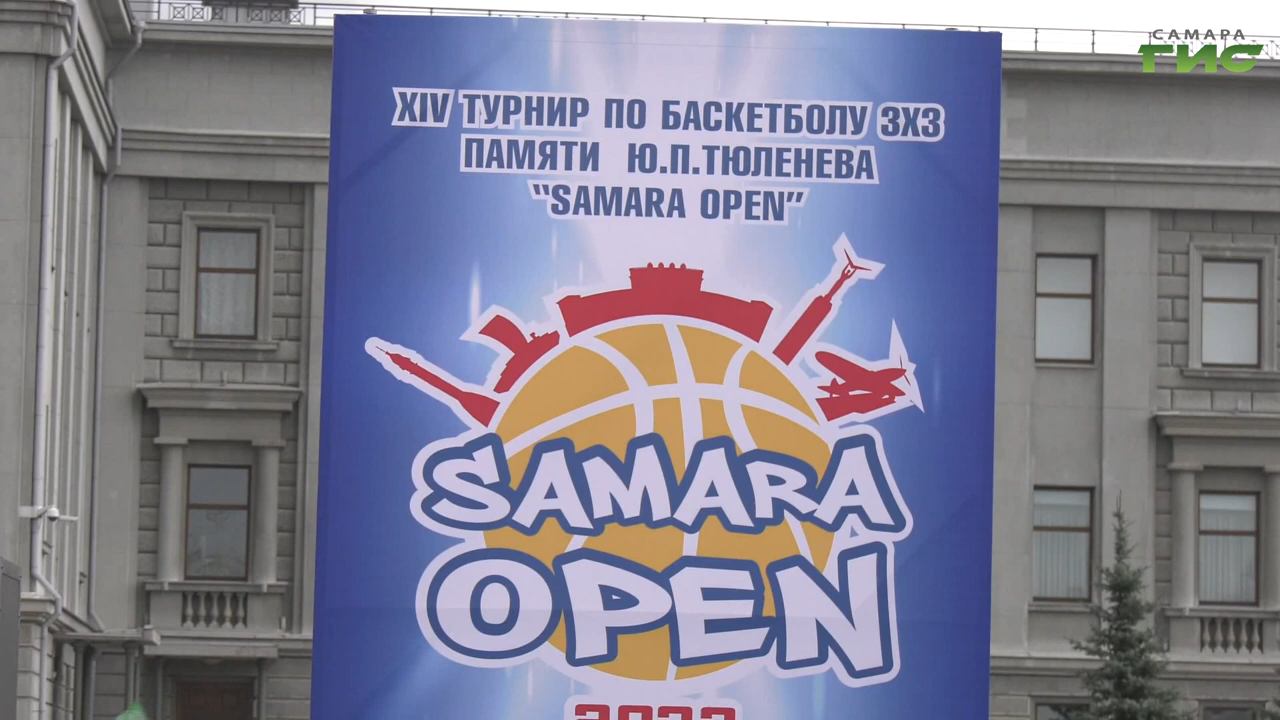 САМАРА
ГИС
XIV ТУРНИР ПО БАСКЕТБОЛУ 3Х3
ПАМЯТИ Ю.П.ТЮЛЕНЕВА
"SAMARA OPEN"
SAMARA
OPEN